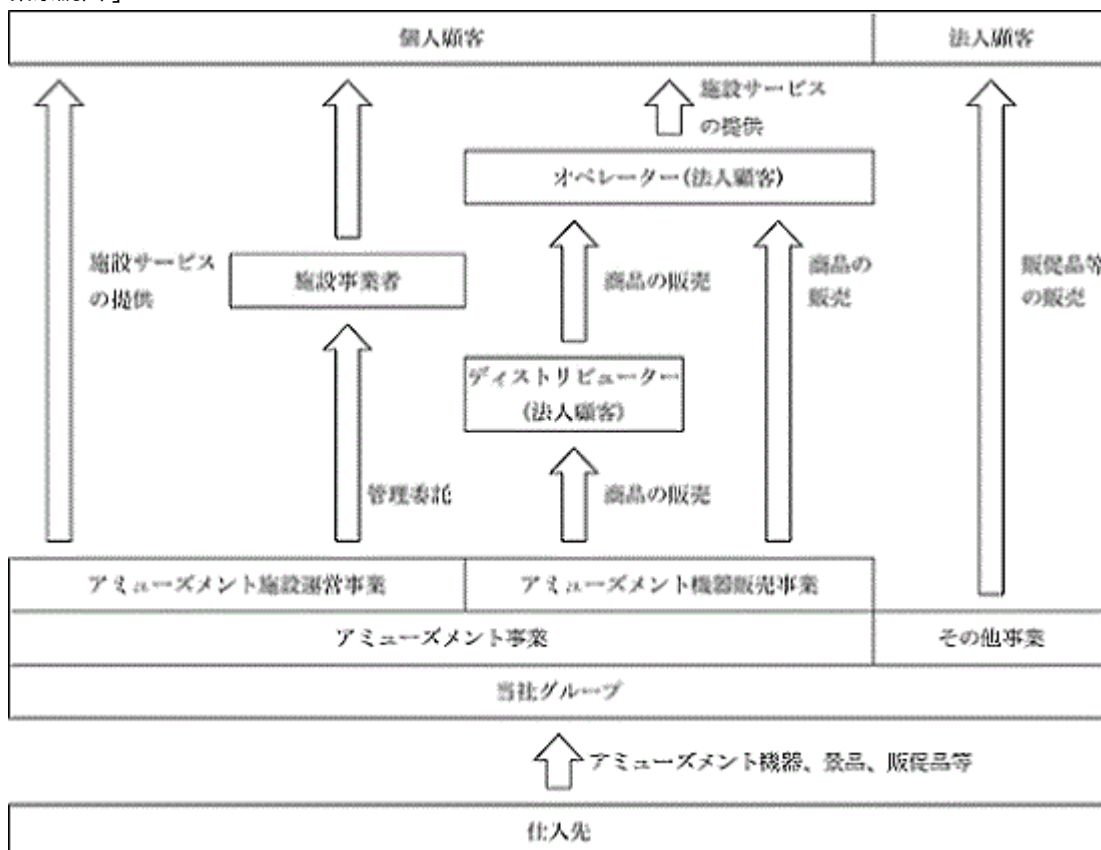 個人顧客
法人顧客
施設サービス
の提供
オペレーター(法人顧客)
施設サービス
の提供
施設事業者
商品の販売
商品の
販売
販促品等
の販売
ディストリビューター
(法人顧客)
管理委託
商品の販売
アミューズメント施設運営事業
アミューズメント機器販売事業
アミューズメント事業
その他事業
当社グループ
アミューズメント機器、景品、販促品等
仕入先